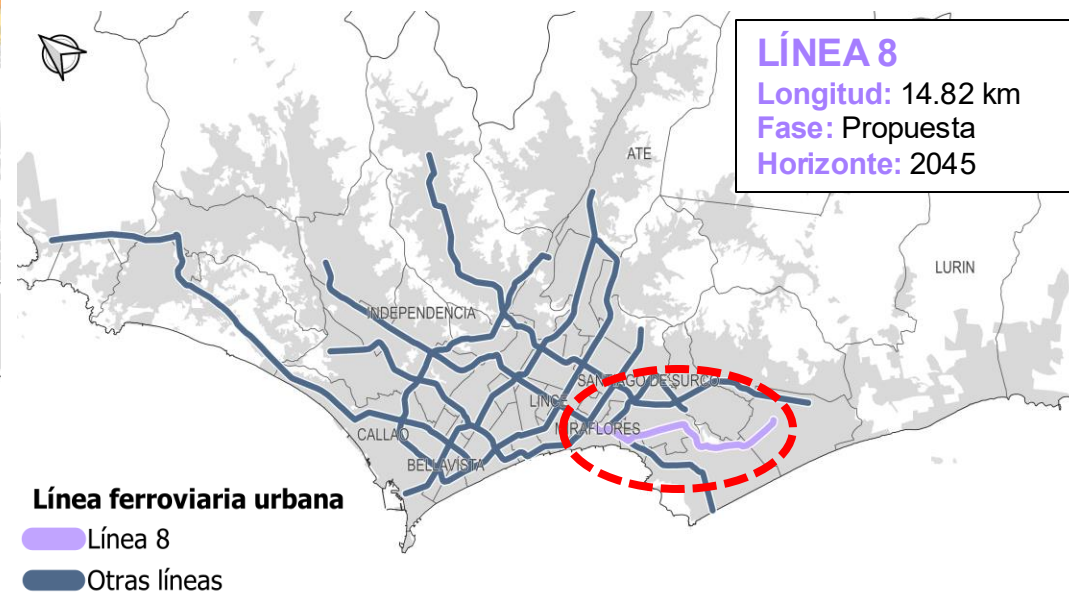 LÍNEA 8
Longitud: 14.82 km
Fase: Propuesta
Horizonte: 2045
ATE
LURIN
INDEPENDENCIA
SANTIAGO DE SURCO
LINCE
MIRAFLORES
CALLAO
BELLAVISTA
Línea ferroviaria urbana
Línea 8
Otras líneas